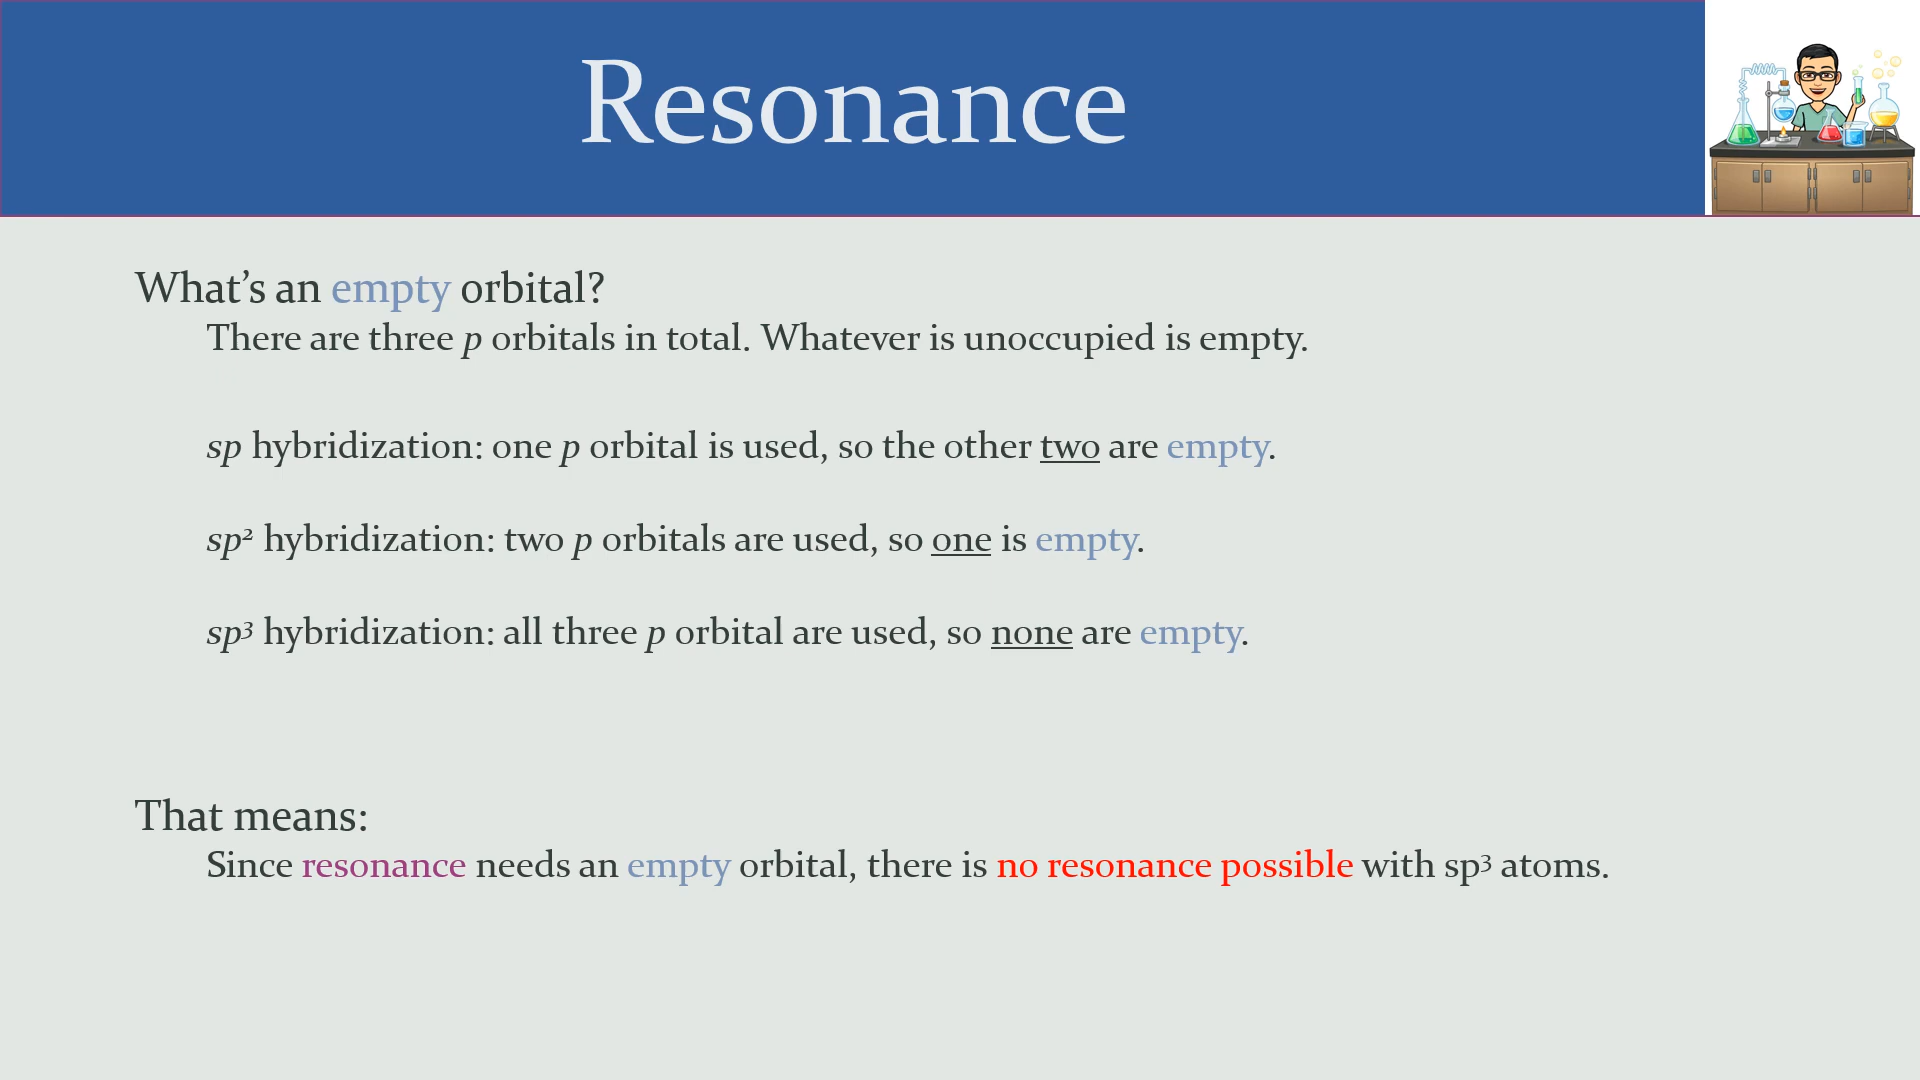 Resonance
What’s an empty orbital?
There are three p orbitals in total. Whatever is unoccupied is empty.
sp hybridization: one p orbital is used, so the other two are empty.
sp² hybridization: two p orbitals are used, so one is empty.
sp³ hybridization: all three p orbital are used, so none are empty.
That means:
Since resonance needs an empty orbital, there is no resonance possible with sp³ atoms.